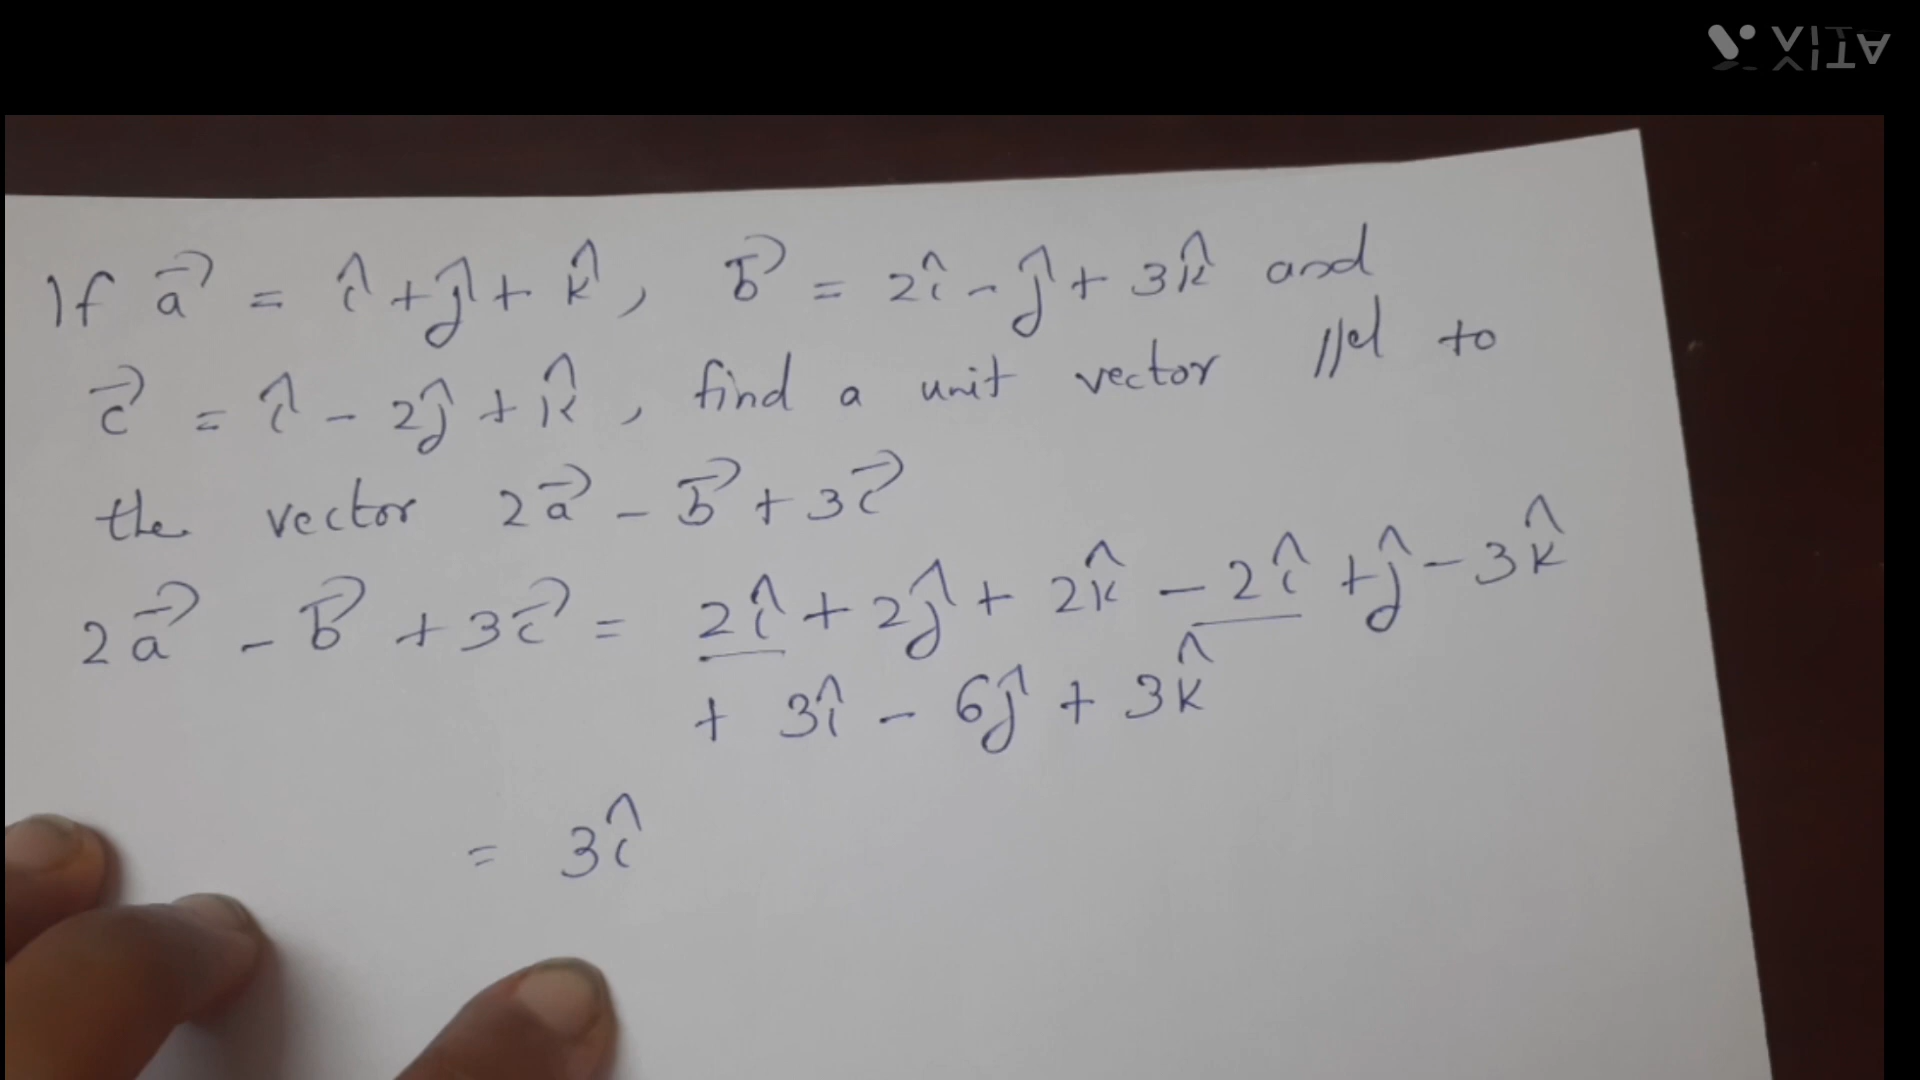 VITA
If a⃗ = î + ĵ + k̂, b⃗ = 2î - ĵ + 3k̂ and
c⃗ = î - 2ĵ + k̂, find a unit vector ||el to
the vector 2a⃗ - b⃗ + 3c⃗
2a⃗ - b⃗ + 3c⃗ = 2î + 2ĵ + 2k̂ - 2î + ĵ - 3k̂
+ 3î - 6ĵ + 3k̂
= 3î